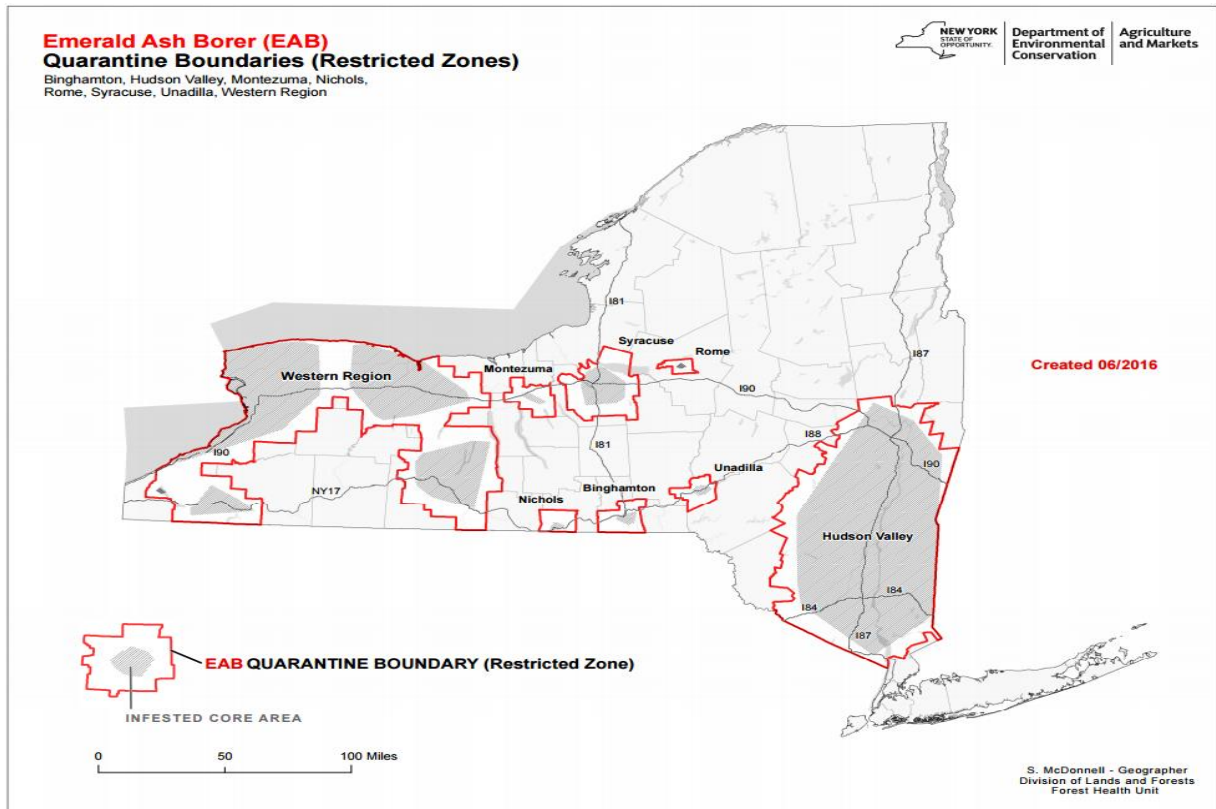 Emerald Ash Borer (EAB)
Quarantine Boundaries (Restricted Zones)
Binghamton, Hudson Valley, Montezuma, Nichols,
Rome, Syracuse, Unadilla, Western Region
NEW YORK
STATE OF
OPPORTUNITY.
Department of
Environmental
Conservation
Agriculture
and Markets
I81
I87
Syracuse
Rome
Montezuma
Western Region
Created 06/2016
I90
I88
I81
I90
I90
Unadilla
Binghamton
NY17
Nichols
Hudson Valley
I84
I84
I87
EAB QUARANTINE BOUNDARY (Restricted Zone)
INFESTED CORE AREA
0 50 100 Miles
S. McDonnell - Geographer
Division of Lands and Forests
Forest Health Unit